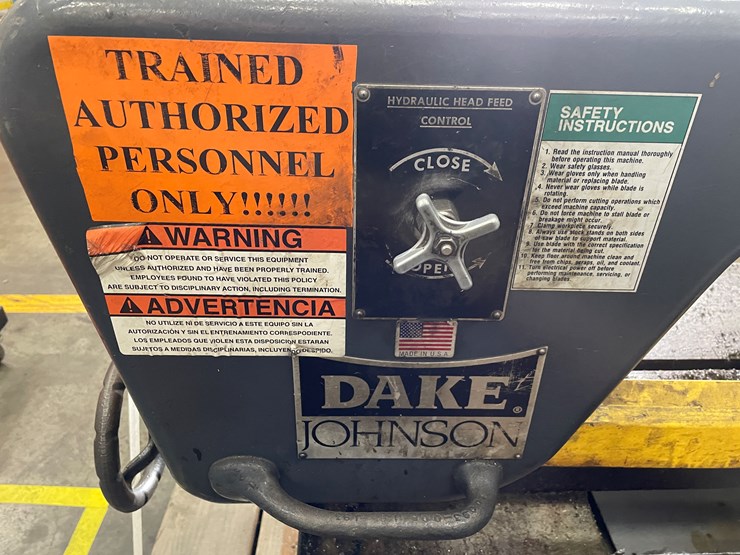 TRAINED
AUTHORIZED
PERSONNEL
ONLY!!!!!!
WARNING
DO NOT OPERATE OR SERVICE THIS EQUIPMENT
UNLESS AUTHORIZED AND HAVE BEEN PROPERLY TRAINED.
EMPLOYEES FOUND TO HAVE VIOLATED THIS POLICY
ARE SUBJECT TO DISCIPLINARY ACTION, INCLUDING TERMINATION.
ADVERTENCIA
NO UTILIZE NI DE SERVICIO A ESTE EQUIPO SIN LA
AUTORIZACIÓN Y SIN EL ENTRENAMIENTO CORRESPODIENTE.
LOS EMPLEADOS QUE VIOLEN ESTA DISPOSICION ESTARAN
SUJETOS A MEDIDAS DISCIPLINARIAS, INCLUYENDO DESPIDO.
HYDRAULIC HEAD FEED
CONTROL
CLOSE
OPEN
SAFETY
INSTRUCTIONS
1. Read the instruction manual thoroughly
before operating this machine.
2. Wear safety glasses.
3. Wear gloves only when handling
material or replacing blade.
4. Never wear gloves while blade is
rotating.
5. Do not perform cutting operations which
exceed machine capacity.
6. Do not force machine to stall blade or
breakage might occur.
7. Clamp workpiece securely.
8. Always use stock stands on both sides
of saw blade to support material.
9. Use blade with the correct specification
for the material being cut.
10. Keep floor around machine clean and
free from chips, scraps, oil, and coolant.
11. Turn electrical power off before
performing maintenance, servicing, or
changing blades.
MADE IN U.S.A.
DAKE®
JOHNSON